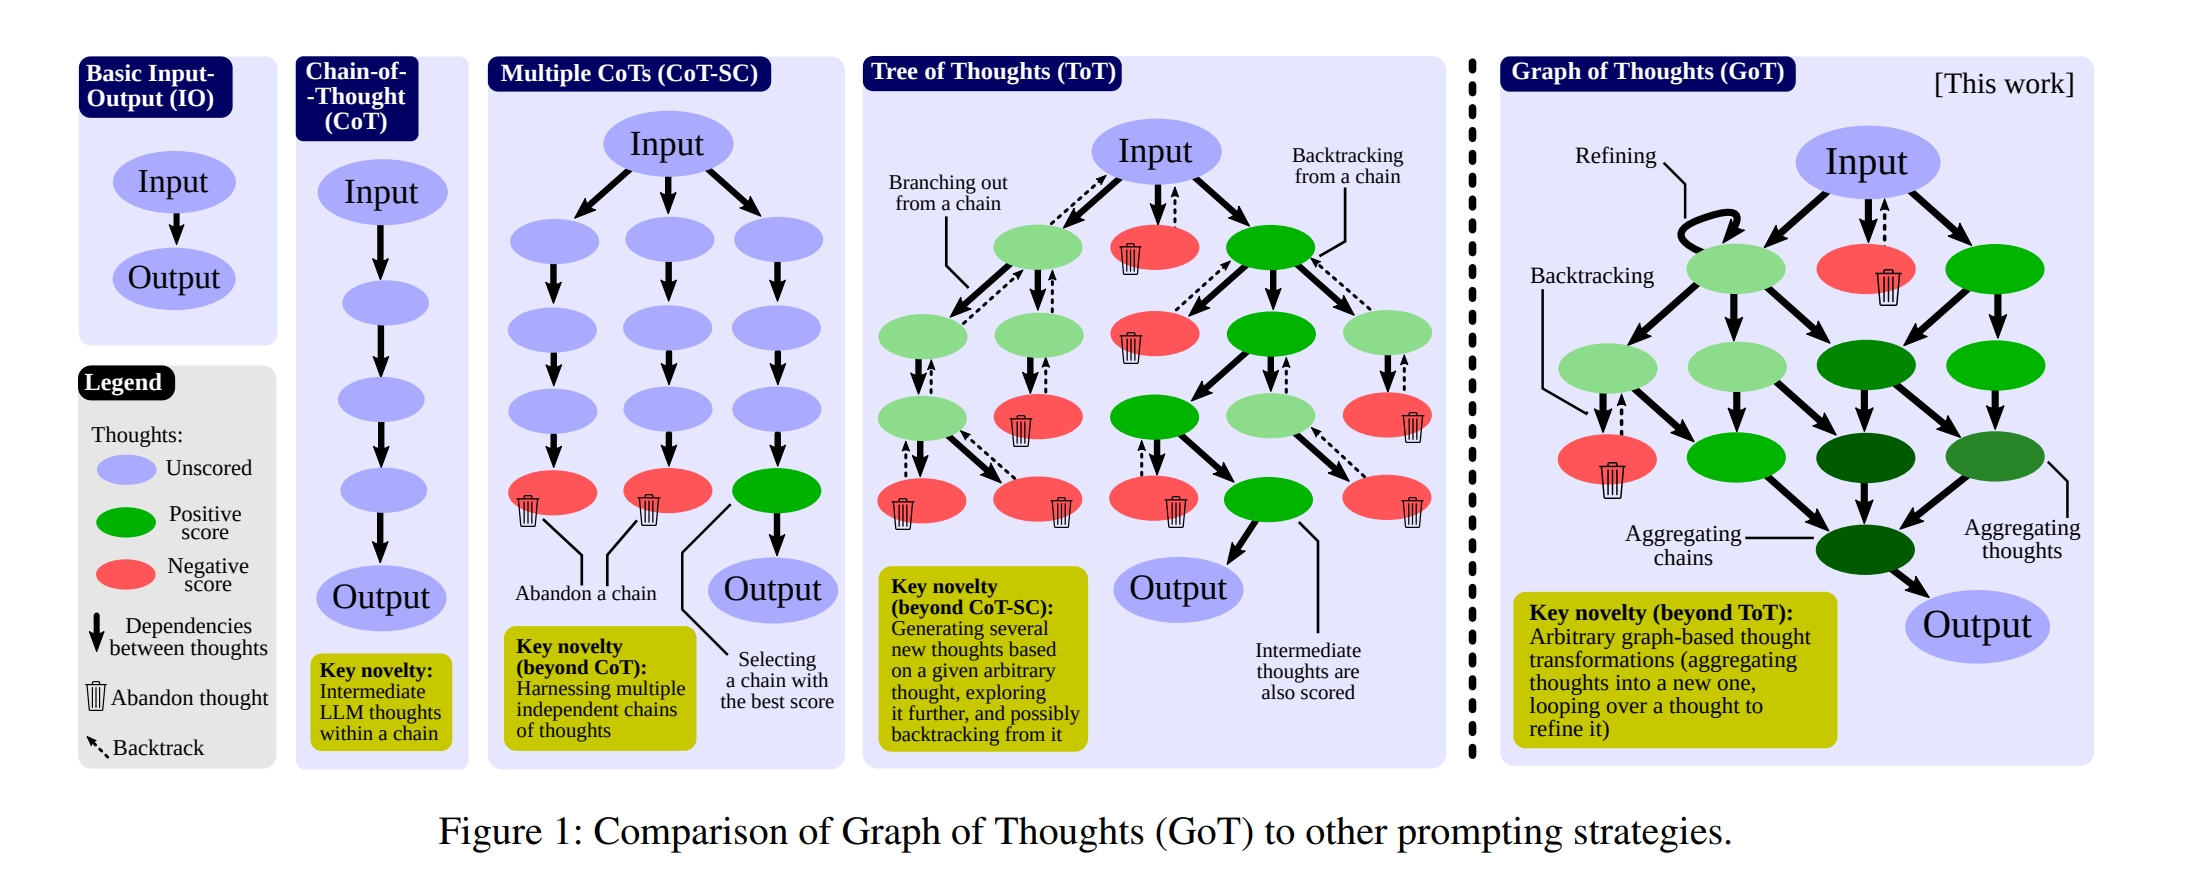 Basic Input-
Output (IO)
Input
Output
Legend
Thoughts:
Unscored
Positive
score
Negative
score
Dependencies
between thoughts
Abandon thought
Backtrack
Chain-of-
-Thought
(CoT)
Input
Output
Key novelty:
Intermediate
LLM thoughts
within a chain
Multiple CoTs (CoT-SC)
Input
Abandon a chain
Output
Key novelty
(beyond CoT):
Harnessing multiple
independent chains
of thoughts
Selecting
a chain with
the best score
Tree of Thoughts (ToT)
Input
Branching out
from a chain
Backtracking
from a chain
Output
Key novelty
(beyond CoT-SC):
Generating several
new thoughts based
on a given arbitrary
thought, exploring
it further, and possibly
backtracking from it
Intermediate
thoughts are
also scored
Graph of Thoughts (GoT)
[This work]
Refining
Input
Backtracking
Aggregating
chains
Aggregating
thoughts
Output
Key novelty (beyond ToT):
Arbitrary graph-based thought
transformations (aggregating
thoughts into a new one,
looping over a thought to
refine it)
Figure 1: Comparison of Graph of Thoughts (GoT) to other prompting strategies.